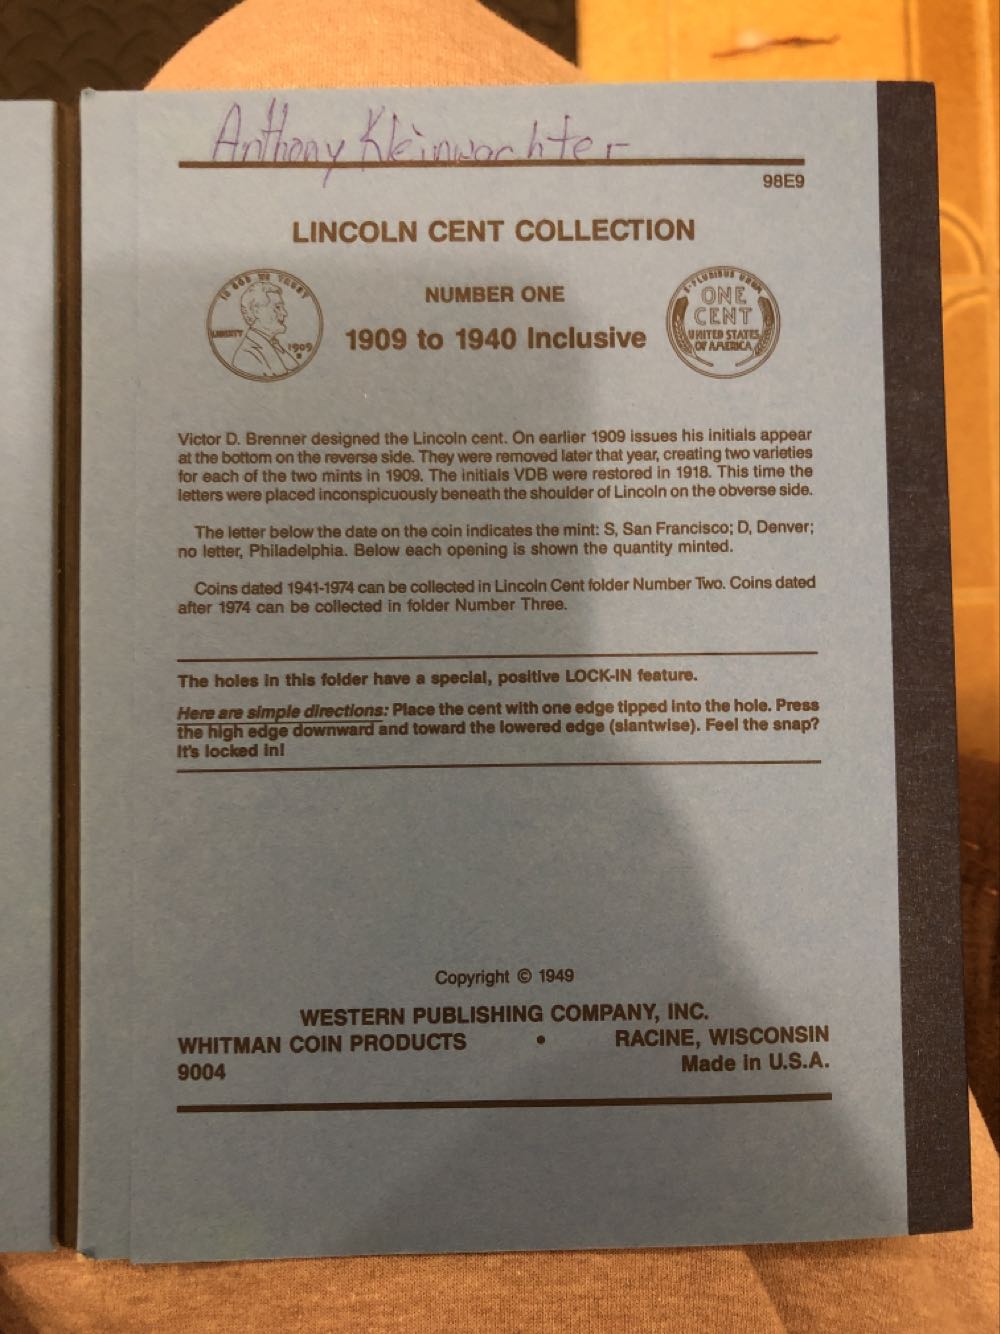 Anthony Kleinwachter
98E9
LINCOLN CENT COLLECTION
IN GOD WE TRUST
LIBERTY
1909
NUMBER ONE
1909 to 1940 Inclusive
E·PLURIBUS UNUM
ONE
CENT
UNITED STATES
OF AMERICA
Victor D. Brenner designed the Lincoln cent. On earlier 1909 issues his initials appear
at the bottom on the reverse side. They were removed later that year, creating two varieties
for each of the two mints in 1909. The initials VDB were restored in 1918. This time the
letters were placed inconspicuously beneath the shoulder of Lincoln on the obverse side.
The letter below the date on the coin indicates the mint: S, San Francisco; D, Denver;
no letter, Philadelphia. Below each opening is shown the quantity minted.
Coins dated 1941-1974 can be collected in Lincoln Cent folder Number Two. Coins dated
after 1974 can be collected in folder Number Three.
The holes in this folder have a special, positive LOCK-IN feature.
Here are simple directions: Place the cent with one edge tipped into the hole. Press
the high edge downward and toward the lowered edge (slantwise). Feel the snap?
It's locked in!
Copyright © 1949
WESTERN PUBLISHING COMPANY, INC.
WHITMAN COIN PRODUCTS • RACINE, WISCONSIN
9004 Made in U.S.A.